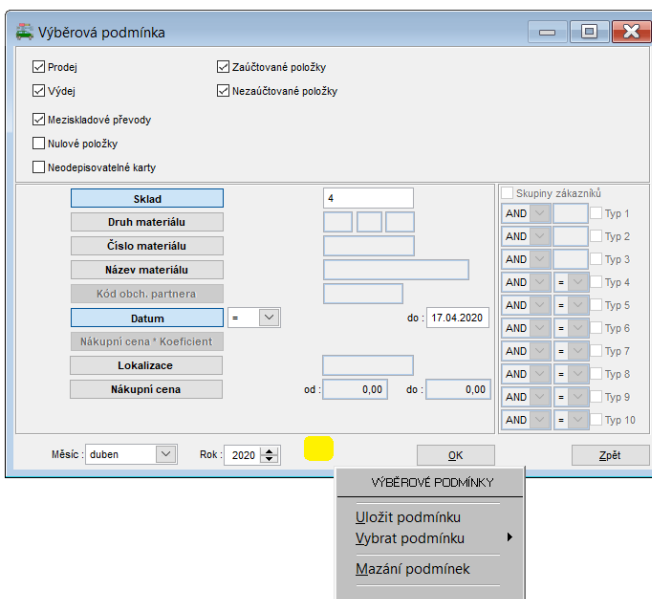 Výběrová podmínka
Prodej
Zaúčtované položky
Výdej
Nezaúčtované položky
Meziskladové převody
Nulové položky
Neodepisovatelné karty
Sklad 4
Druh materiálu
Číslo materiálu
Název materiálu
Kód obch. partnera
Datum = do : 17.04.2020
Nákupní cena * Koeficient
Lokalizace
Nákupní cena od : 0,00 do : 0,00
Skupiny zákazníků
AND Typ 1
AND Typ 2
AND Typ 3
AND = Typ 4
AND = Typ 5
AND = Typ 6
AND = Typ 7
AND = Typ 8
AND = Typ 9
AND = Typ 10
Měsíc : duben Rok : 2020 OK Zpět
VÝBĚROVÉ PODMÍNKY
Uložit podmínku
Vybrat podmínku
Mazání podmínek